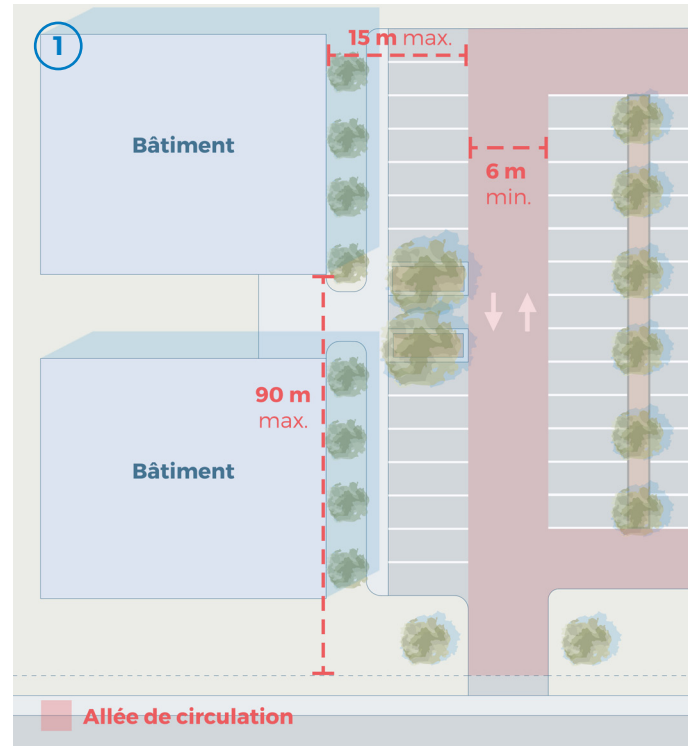 1
15 m max.
Bâtiment
6 m
min.
90 m
max.
Bâtiment
Allée de circulation